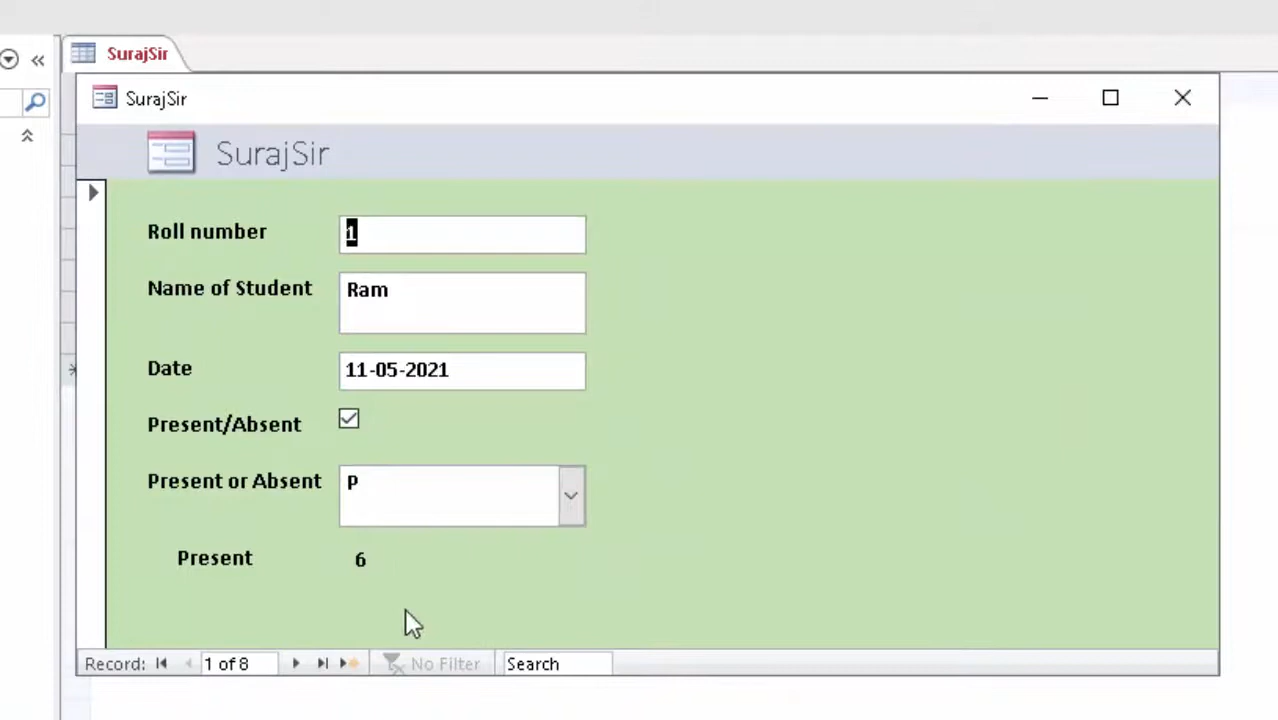 SurajSir
SurajSir
SurajSir
Roll number 1
Name of Student Ram
Date 11-05-2021
Present/Absent
Present or Absent P
Present 6
Record: 1 of 8 No Filter Search